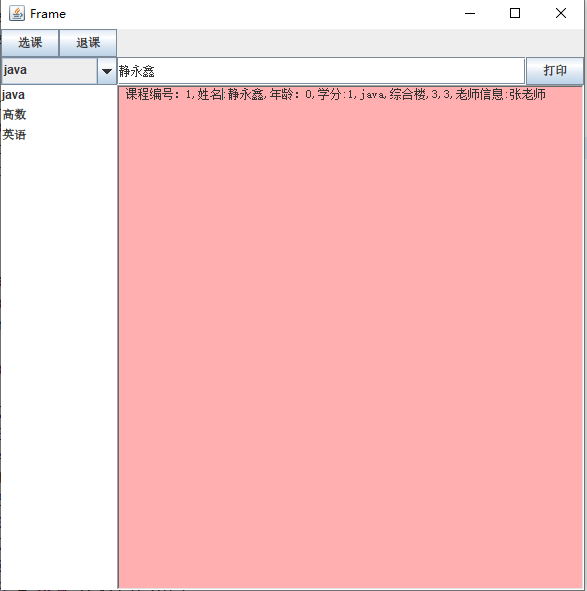 Frame
选课 退课
java 静永鑫 打印
java 课程编号: 1,姓名:静永鑫,年龄: 0,学分:1,java,综合楼,3,3,老师信息:张老师
高数
英语